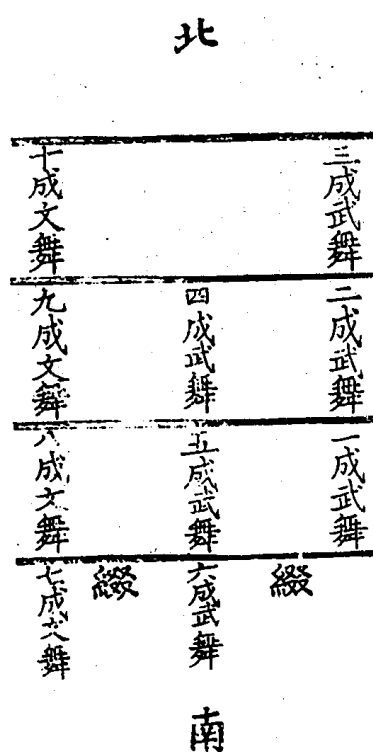 北
三成武舞
十成文舞
二成武舞
四成武舞
九成文舞
一成武舞
五成武舞
八成文舞
綴
六成武舞
綴
七成文舞
南